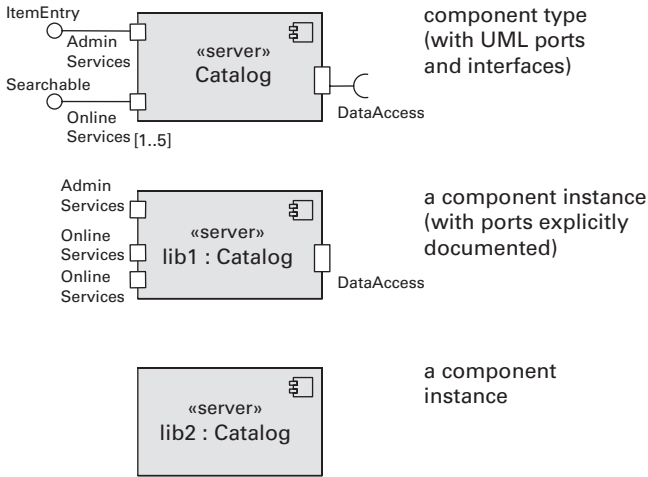 ItemEntry
Admin
Services
Searchable
Online
Services [1..5]
«server»
Catalog
DataAccess
component type
(with UML ports
and interfaces)
Admin
Services
Online
Services
Online
Services
«server»
lib1 : Catalog
DataAccess
a component instance
(with ports explicitly
documented)
«server»
lib2 : Catalog
a component
instance